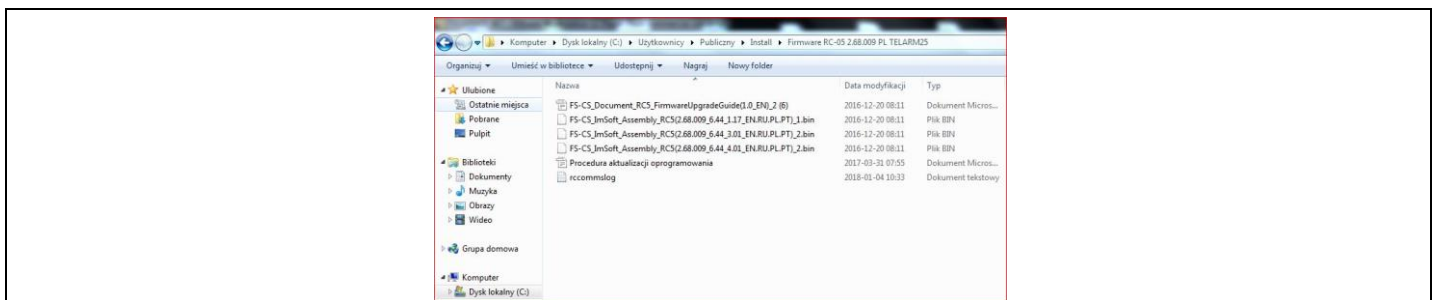 Komputer ▸ Dysk lokalny (C:) ▸ Użytkownicy ▸ Publiczny ▸ Install ▸ Firmware RC-05 2.68.009 PL TELARM25
Organizuj Umieść w bibliotece Udostępnij Nagraj Nowy folder
Ulubione
Ostatnie miejsca
Pobrane
Pulpit
Biblioteki
Dokumenty
Muzyka
Obrazy
Wideo
Grupa domowa
Komputer
Dysk lokalny (C:)
Nazwa Data modyfikacji Typ
FS-CS_Document_RC5_FirmwareUpgradeGuide(1.0_EN)_2 (6) 2016-12-20 08:11 Dokument Micros...
FS-CS_ImSoft_Assembly_RC5(2.68.009_6.44_1.17_EN.RU.PL.PT)_1.bin 2016-12-20 08:11 Plik BIN
FS-CS_ImSoft_Assembly_RC5(2.68.009_6.44_3.01_EN.RU.PL.PT)_2.bin 2016-12-20 08:11 Plik BIN
FS-CS_ImSoft_Assembly_RC5(2.68.009_6.44_4.01_EN.RU.PL.PT)_2.bin 2016-12-20 08:11 Plik BIN
Procedura aktualizacji oprogramowania 2017-03-31 07:55 Dokument Micros...
rccommslog 2018-01-04 10:33 Dokument tekstowy